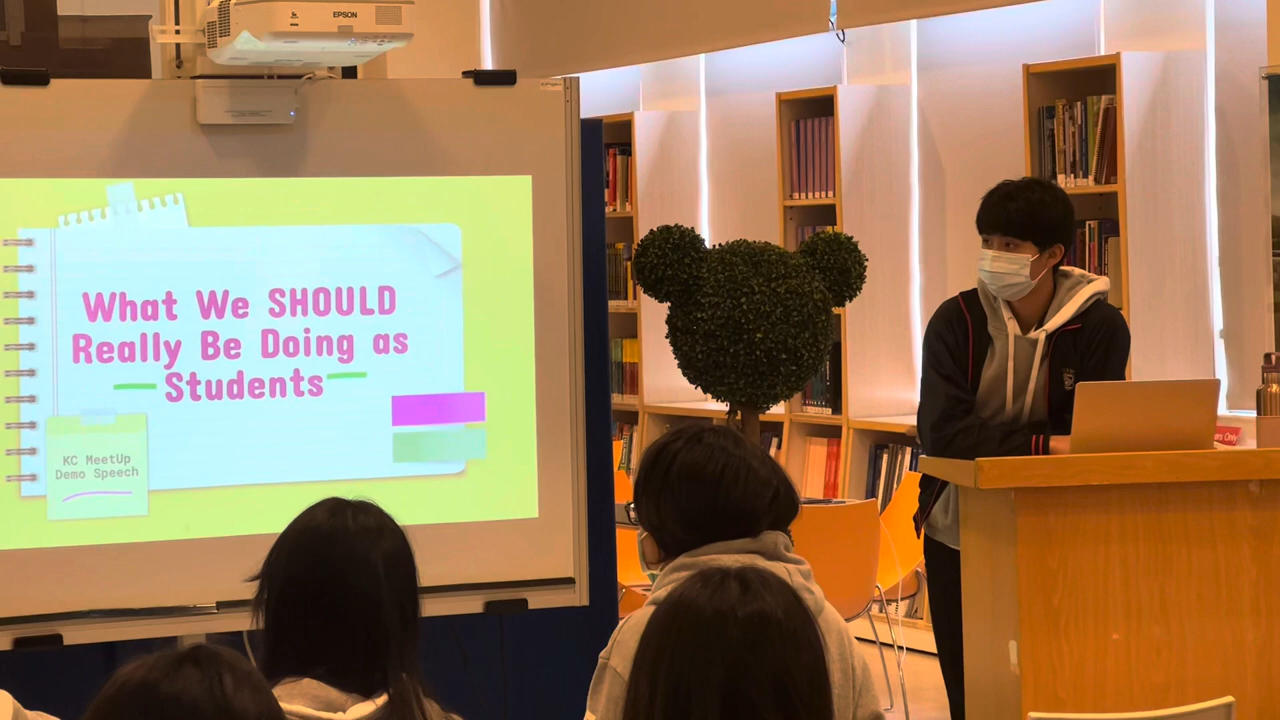 EPSON
What We SHOULD
Really Be Doing as
Students
KC MeetUp
Demo Speech